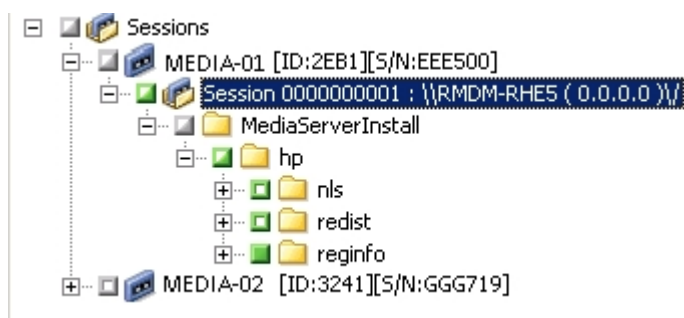 Sessions
MEDIA-01 [ID:2EB1][S/N:EEE500]
Session 0000000001 : \\RMDM-RHE5 ( 0.0.0.0 )\/
MediaServerInstall
hp
nls
redist
reginfo
MEDIA-02 [ID:3241][S/N:GGG719]